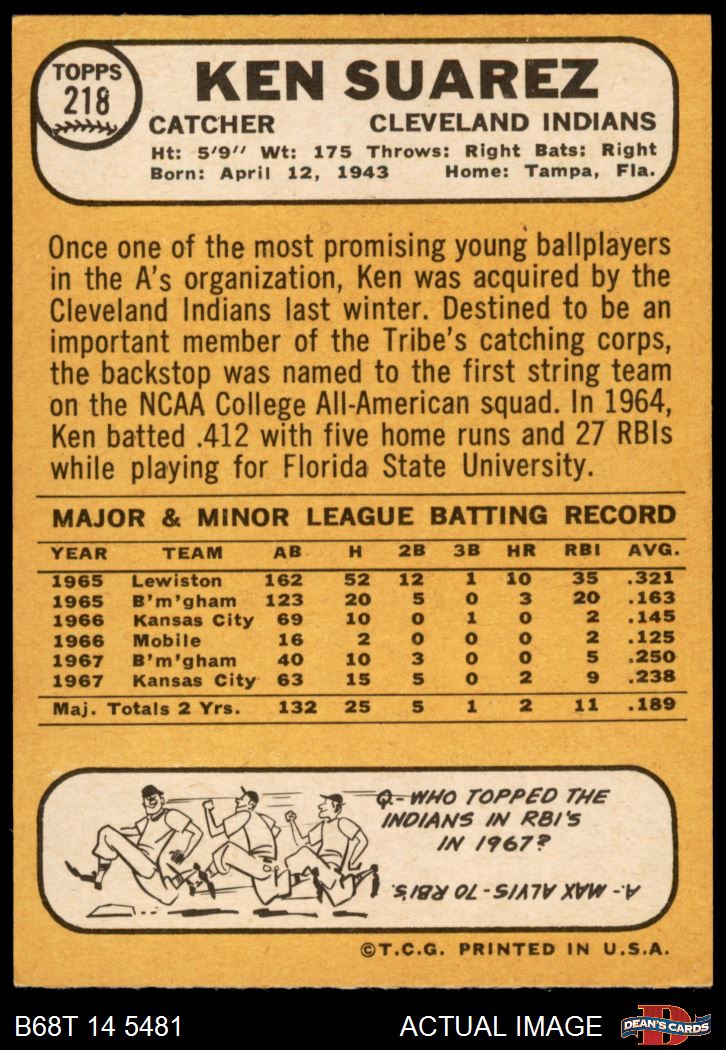 TOPPS
218
KEN SUAREZ
CATCHER CLEVELAND INDIANS
Ht: 5'9" Wt: 175 Throws: Right Bats: Right
Born: April 12, 1943 Home: Tampa, Fla.
Once one of the most promising young ballplayers
in the A's organization, Ken was acquired by the
Cleveland Indians last winter. Destined to be an
important member of the Tribe's catching corps,
the backstop was named to the first string team
on the NCAA College All-American squad. In 1964,
Ken batted .412 with five home runs and 27 RBIs
while playing for Florida State University.
MAJOR & MINOR LEAGUE BATTING RECORD
YEAR TEAM AB H 2B 3B HR RBI AVG.
1965 Lewiston 162 52 12 1 10 35 .321
1965 B'm'gham 123 20 5 0 3 20 .163
1966 Kansas City 69 10 0 1 0 2 .145
1966 Mobile 16 2 0 0 0 2 .125
1967 B'm'gham 40 10 3 0 0 5 .250
1967 Kansas City 63 15 5 0 2 9 .238
Maj. Totals 2 Yrs. 132 25 5 1 2 11 .189
Q-WHO TOPPED THE
INDIANS IN RBI'S
IN 1967?
A-MAX ALVIS-70 RBI'S.
©T.C.G. PRINTED IN U.S.A.
B68T 14 5481 ACTUAL IMAGE DEAN'S CARDS